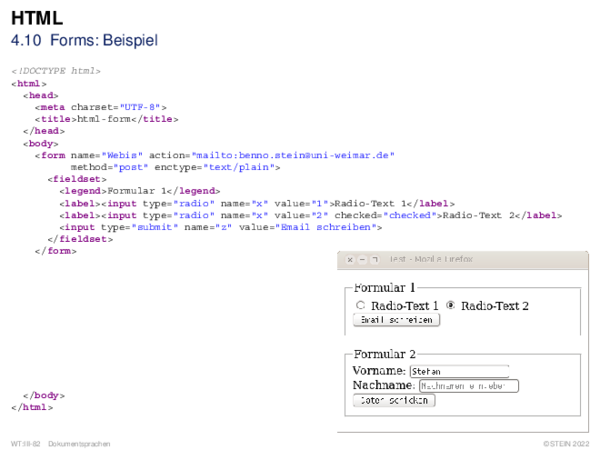 HTML
4.10 Forms: Beispiel
<!DOCTYPE html>
<html>
<head>
<meta charset="UTF-8">
<title>html-form</title>
</head>
<body>
<form name="Webis" action="mailto:benno.stein@uni-weimar.de"
method="post" enctype="text/plain">
<fieldset>
<legend>Formular 1</legend>
<label><input type="radio" name="x" value="1">Radio-Text 1</label>
<label><input type="radio" name="x" value="2" checked="checked">Radio-Text 2</label>
<input type="submit" name="z" value="Email schreiben">
</fieldset>
</form>
Test - Mozilla Firefox
Formular 1
Radio-Text 1 Radio-Text 2
Email schreiben
Formular 2
Vorname: Stefan
Nachname: Nachnamen eingeben
Daten schicken
</body>
</html>
WT:III-62 Dokumentsprachen
©STEIN 2022